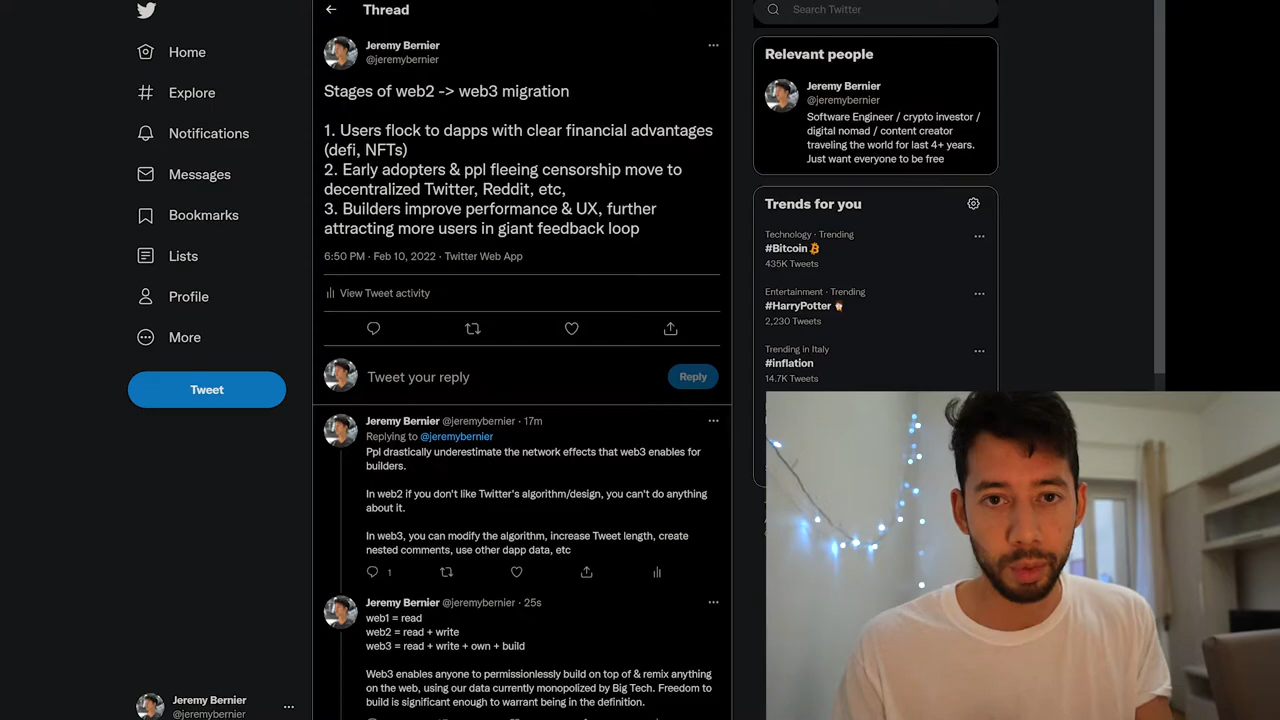 Thread
Search Twitter
Home
Explore
Notifications
Messages
Bookmarks
Lists
Profile
More
Tweet
Jeremy Bernier
@jeremybernier
Jeremy Bernier
@jeremybernier
Stages of web2 -> web3 migration
1. Users flock to dapps with clear financial advantages
(defi, NFTs)
2. Early adopters & ppl fleeing censorship move to
decentralized Twitter, Reddit, etc,
3. Builders improve performance & UX, further
attracting more users in giant feedback loop
6:50 PM · Feb 10, 2022 · Twitter Web App
View Tweet activity
Tweet your reply
Reply
Jeremy Bernier @jeremybernier · 17m
Replying to @jeremybernier
Ppl drastically underestimate the network effects that web3 enables for
builders.
In web2 if you don't like Twitter's algorithm/design, you can't do anything
about it.
In web3, you can modify the algorithm, increase Tweet length, create
nested comments, use other dapp data, etc
1
Jeremy Bernier @jeremybernier · 25s
web1 = read
web2 = read + write
web3 = read + write + own + build
Web3 enables anyone to permissionlessly build on top of & remix anything
on the web, using our data currently monopolized by Big Tech. Freedom to
build is significant enough to warrant being in the definition.
Relevant people
Jeremy Bernier
@jeremybernier
Software Engineer / crypto investor /
digital nomad / content creator
traveling the world for last 4+ years.
Just want everyone to be free
Trends for you
Technology · Trending
#Bitcoin
435K Tweets
Entertainment · Trending
#HarryPotter
2,230 Tweets
Trending in Italy
#inflation
14.7K Tweets